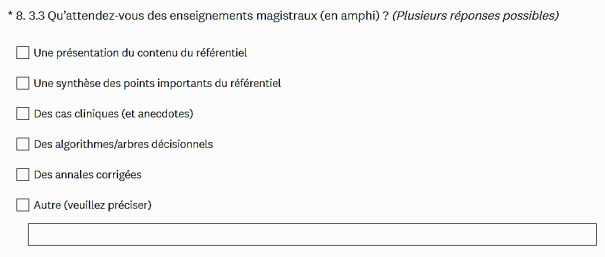 * 8. 3.3 Qu'attendez-vous des enseignements magistraux (en amphi) ? (Plusieurs réponses possibles)
Une présentation du contenu du référentiel
Une synthèse des points importants du référentiel
Des cas cliniques (et anecdotes)
Des algorithmes/arbres décisionnels
Des annales corrigées
Autre (veuillez préciser)